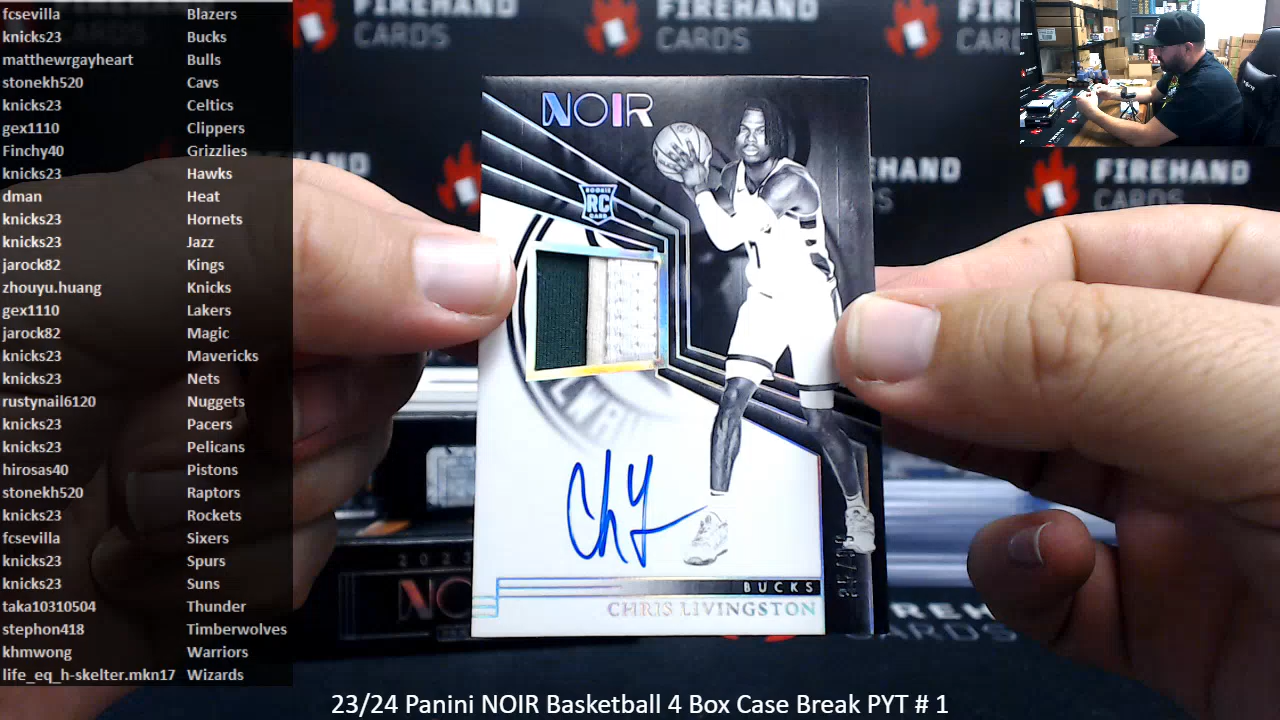 fcsevilla Blazers
knicks23 Bucks
matthewrgayheart Bulls
stonekh520 Cavs
knicks23 Celtics
gex1110 Clippers
Finchy40 Grizzlies
knicks23 Hawks
dman Heat
knicks23 Hornets
knicks23 Jazz
jarock82 Kings
zhouyu.huang Knicks
gex1110 Lakers
jarock82 Magic
knicks23 Mavericks
knicks23 Nets
rustynail6120 Nuggets
knicks23 Pacers
knicks23 Pelicans
hirosas40 Pistons
stonekh520 Raptors
knicks23 Rockets
fcsevilla Sixers
knicks23 Spurs
knicks23 Suns
taka10310504 Thunder
stephon418 Timberwolves
khmwong Warriors
life_eq_h-skelter.mkn17 Wizards
FIREHAND
CARDS
FIREHAND
CARDS
NOIR
ROOKIE
RC
CARD
FIREHAND
CARDS
BUCKS
CHRIS LIVINGSTON
CARDS
23/24 Panini NOIR Basketball 4 Box Case Break PYT # 1